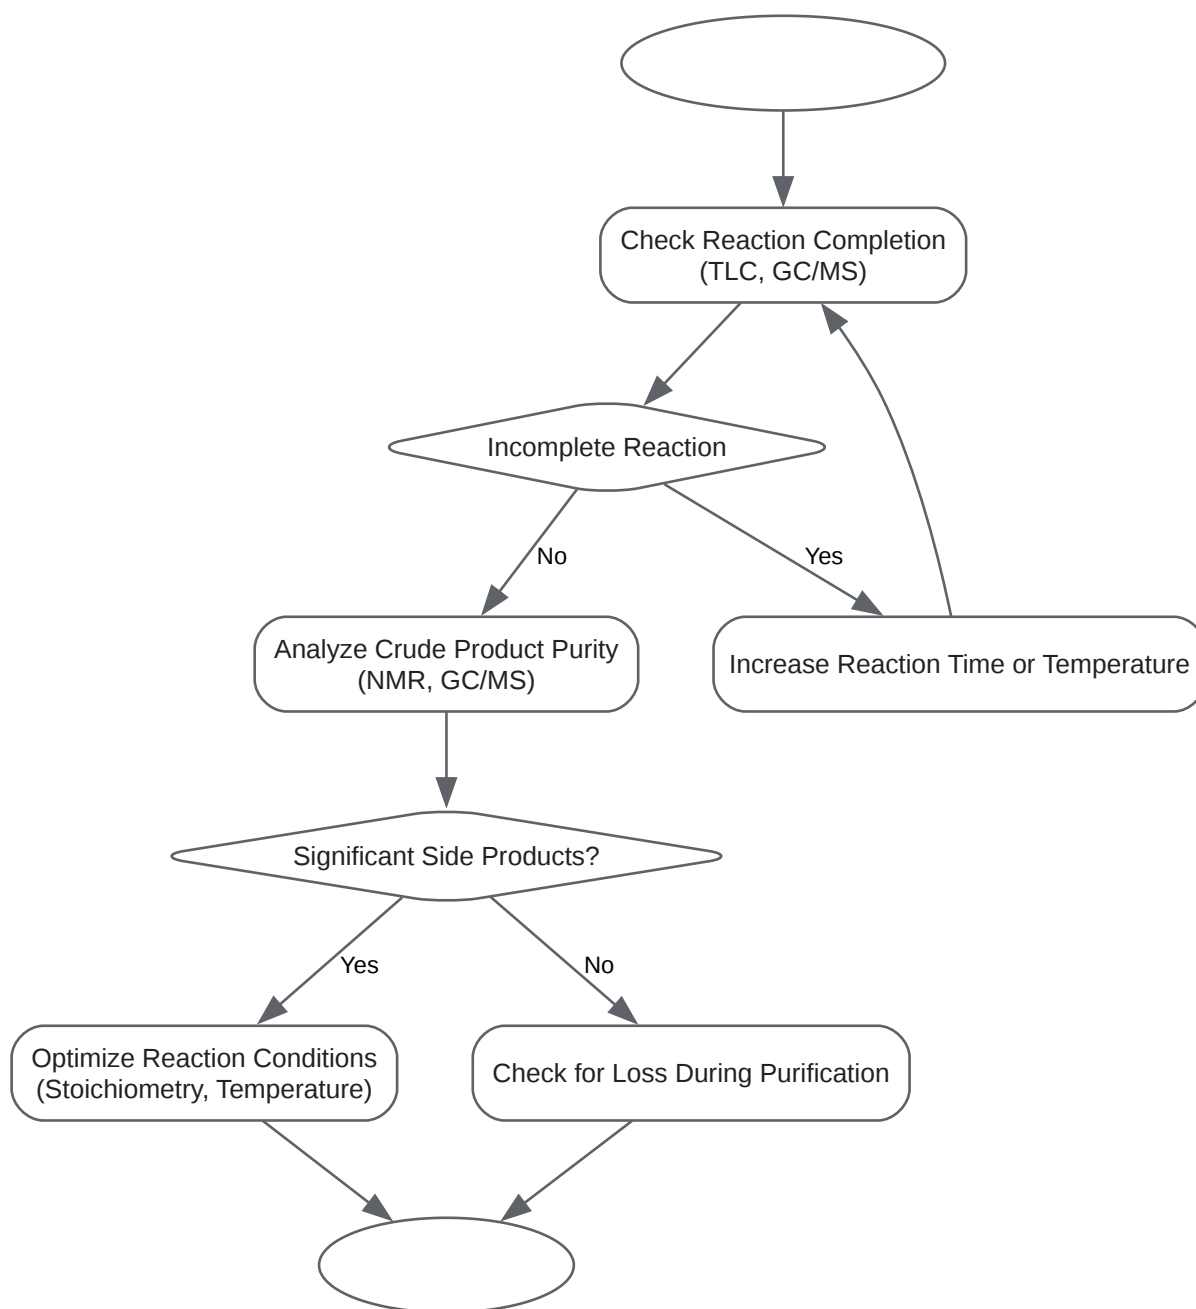 Check Reaction Completion
(TLC, GC/MS)
Incomplete Reaction
No
Yes
Analyze Crude Product Purity
(NMR, GC/MS)
Increase Reaction Time or Temperature
Significant Side Products?
Yes
No
Optimize Reaction Conditions
(Stoichiometry, Temperature)
Check for Loss During Purification